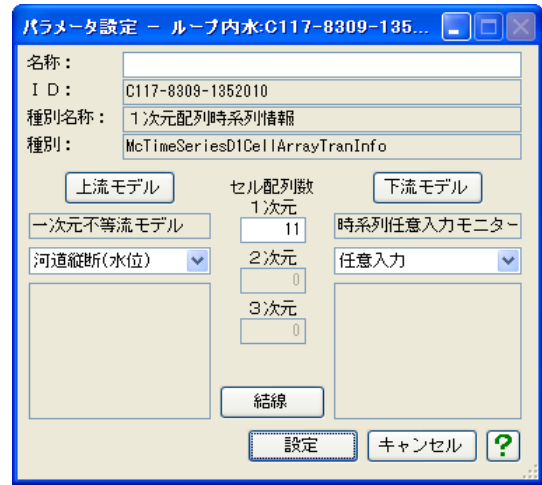 パラメータ設定 － ループ内水:C117-8309-135...
名称：
ＩＤ： C117-8309-1352010
種別名称： １次元配列時系列情報
種別： McTimeSeriesD1CellArrayTranInfo
上流モデル セル配列数 下流モデル
１次元
一次元不等流モデル 11 時系列任意入力モニター
河道縦断(水位) ２次元 任意入力
0
３次元
0
結線
設定 キャンセル ?